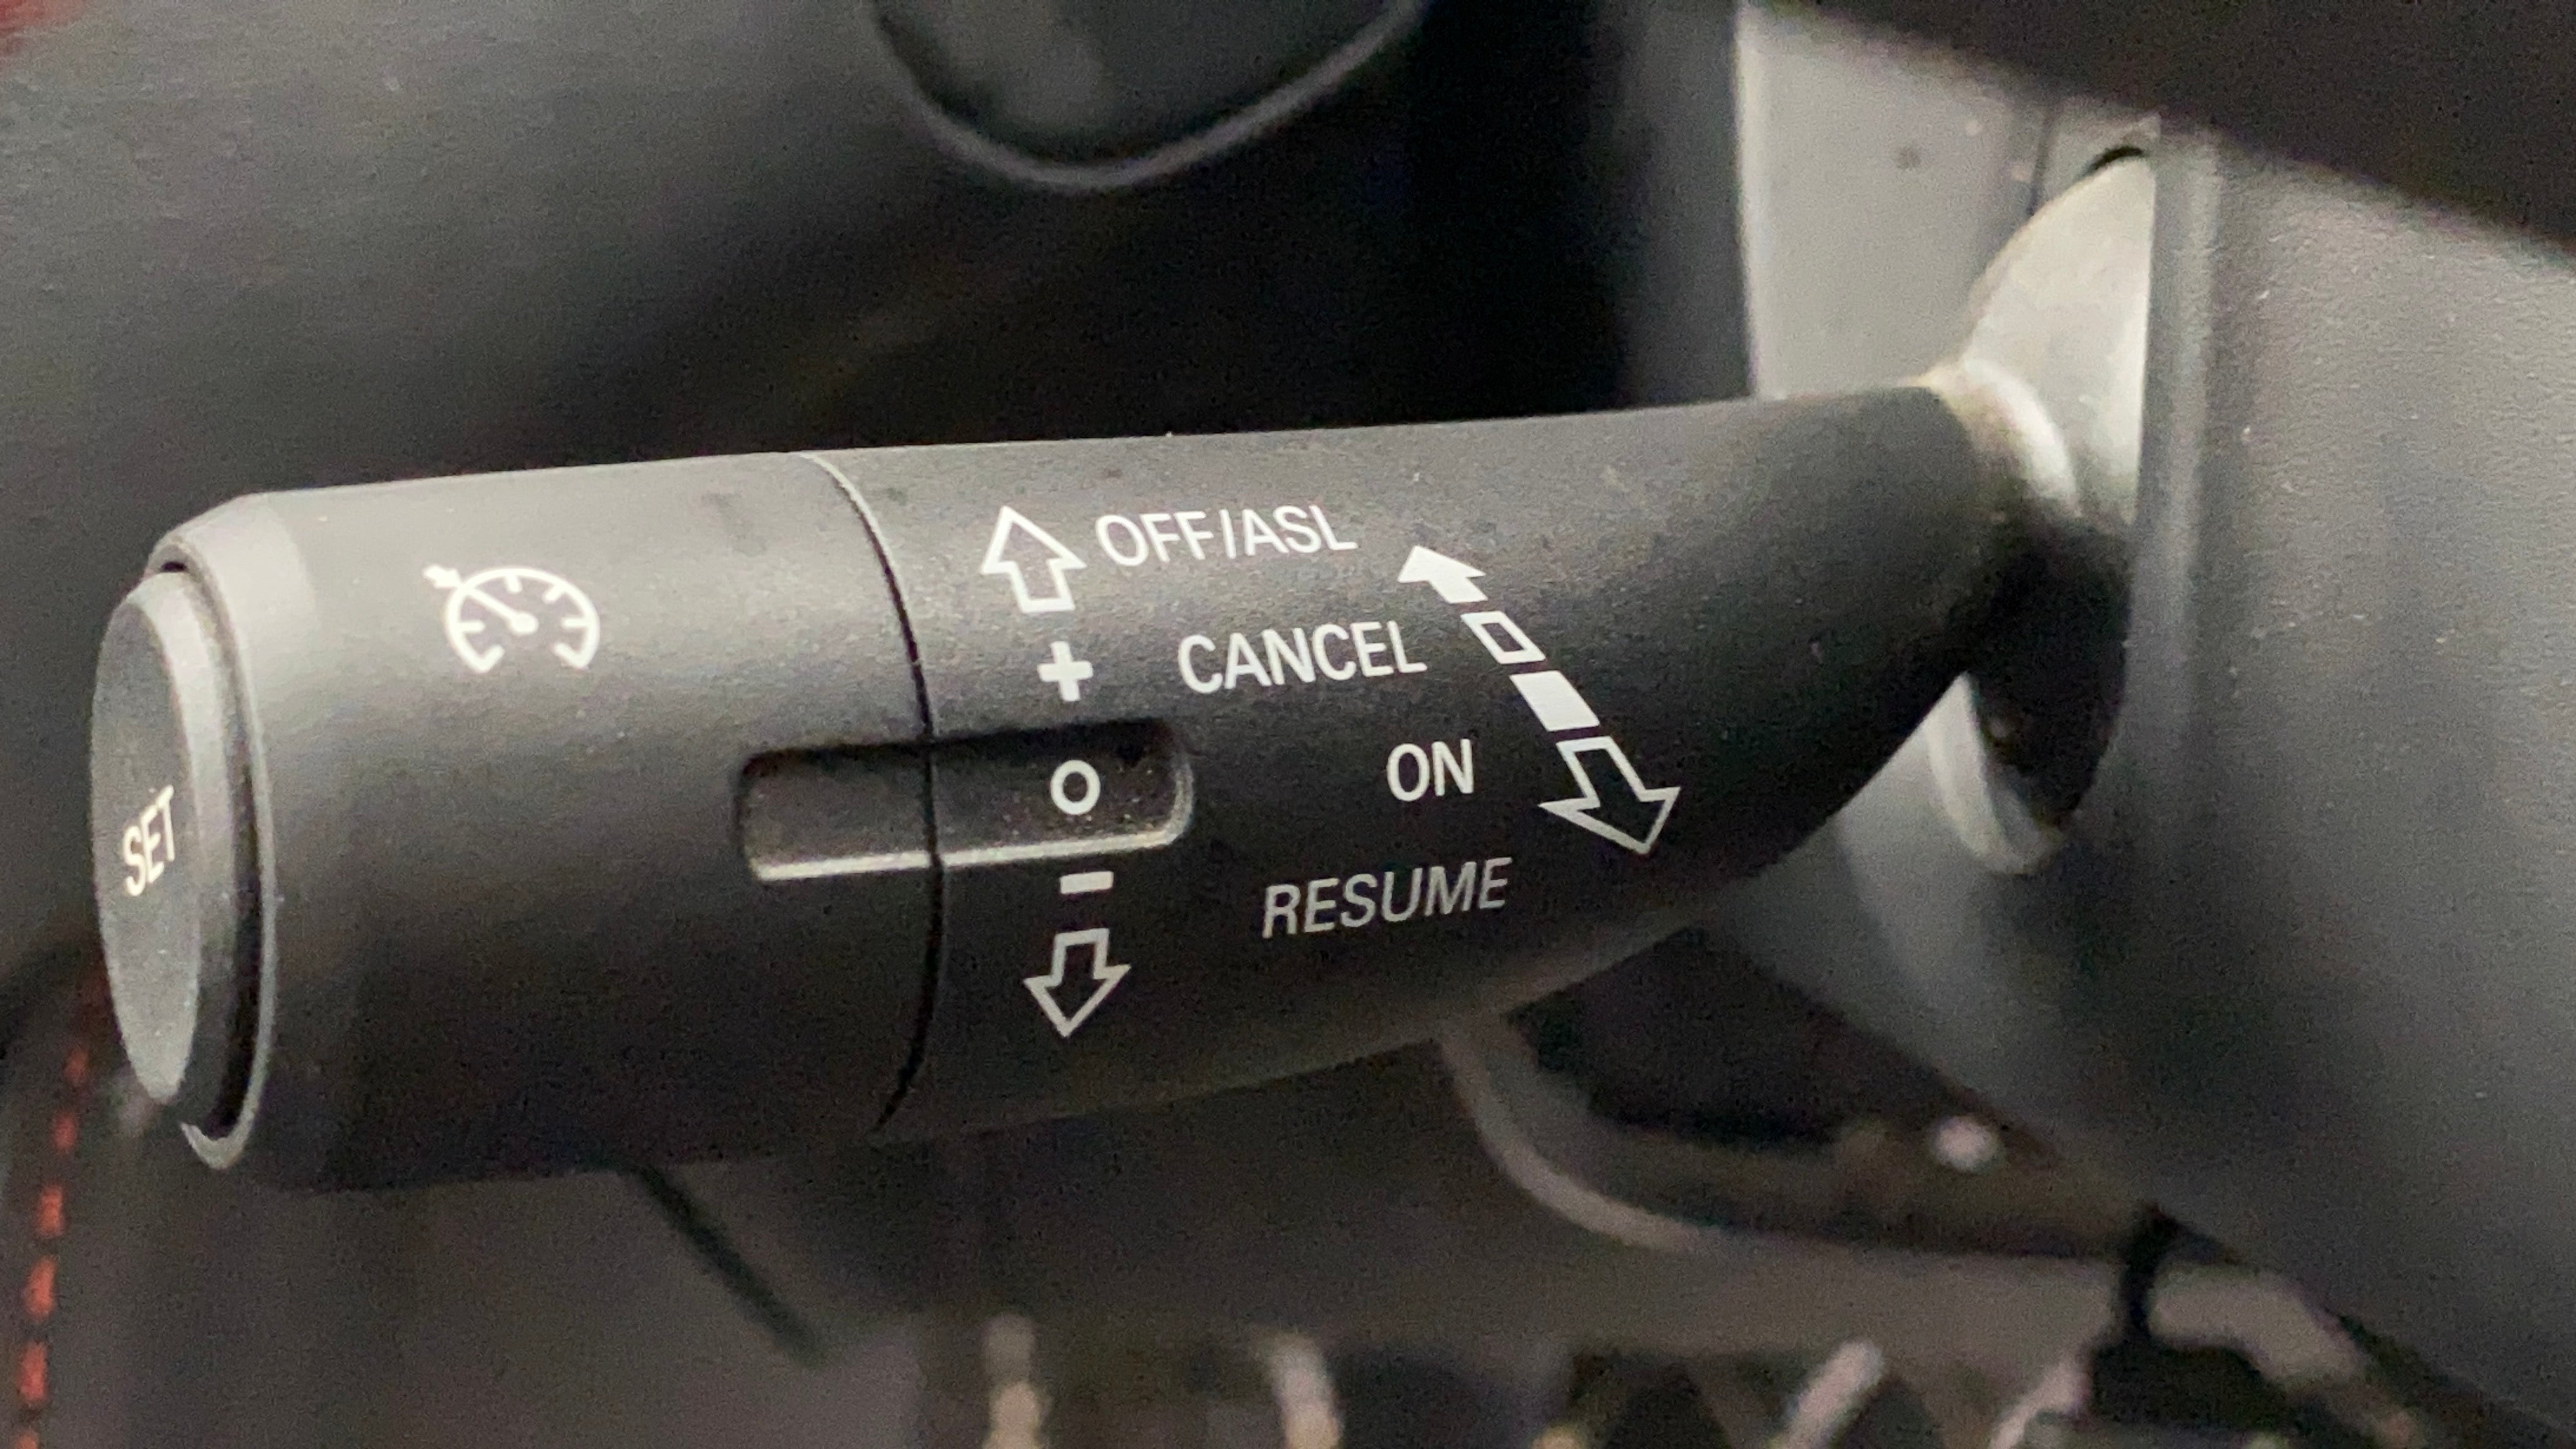 OFF/ASL
+ CANCEL
O ON
- RESUME
SET